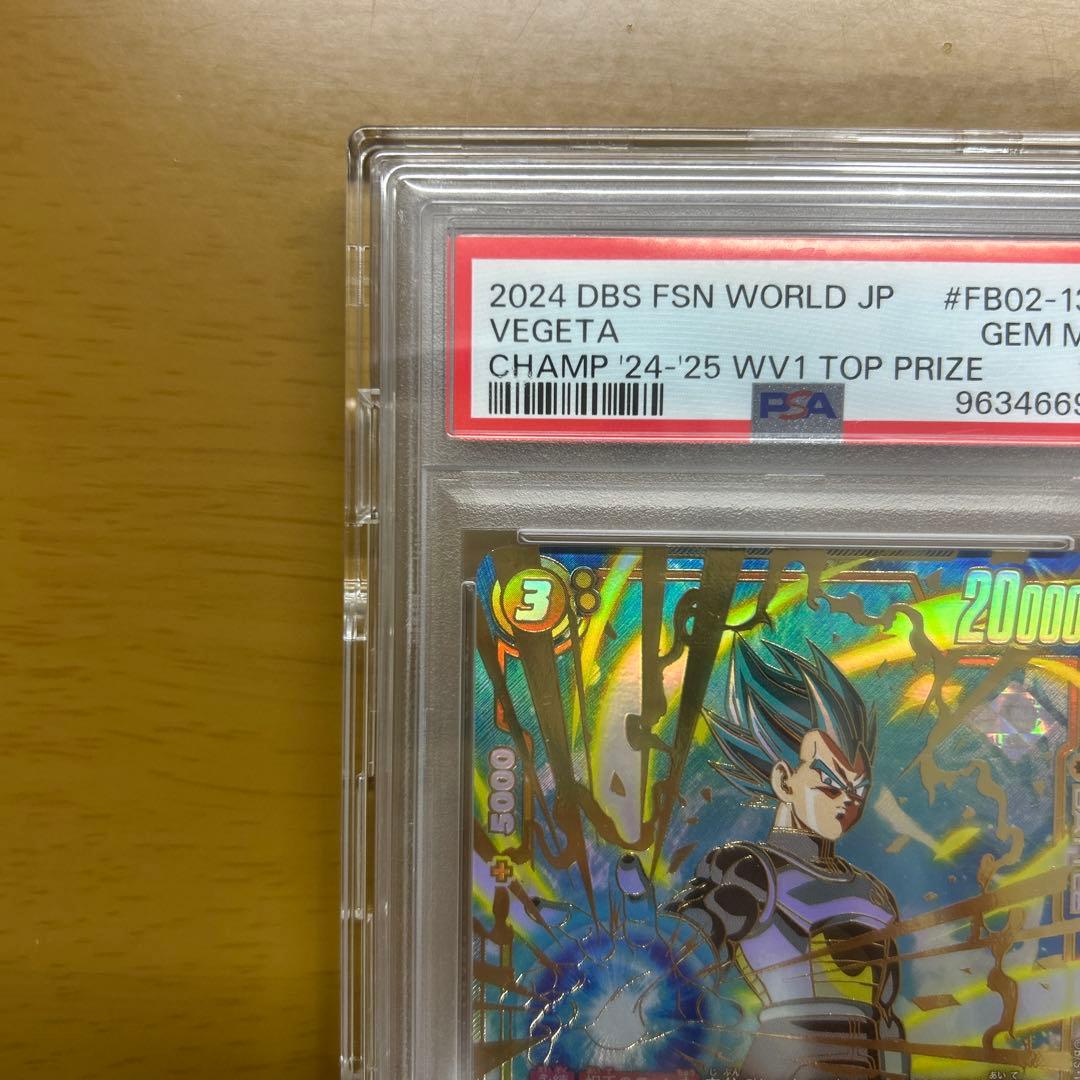 2024 DBS FSN WORLD JP #FB02-13
VEGETA GEM M
CHAMP '24-'25 WV1 TOP PRIZE
PSA 9634669
3 20000
+5000